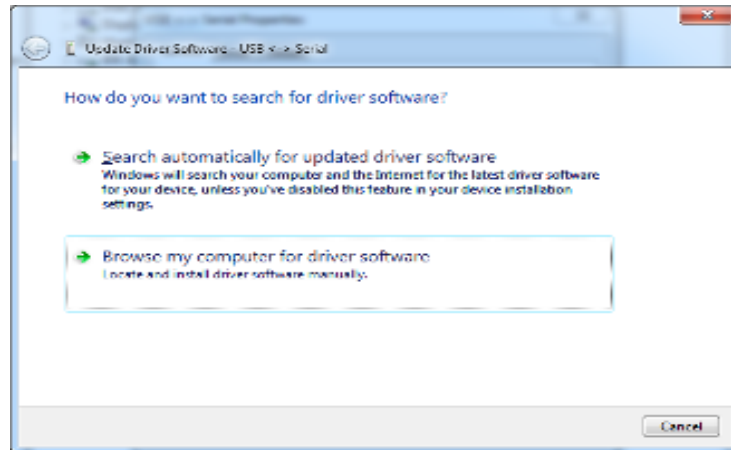 Serial Properties
Update Driver Software - USB <-> Serial
How do you want to search for driver software?
Search automatically for updated driver software
Windows will search your computer and the Internet for the latest driver software
for your device, unless you've disabled this feature in your device installation
settings.
Browse my computer for driver software
Locate and install driver software manually.
Cancel